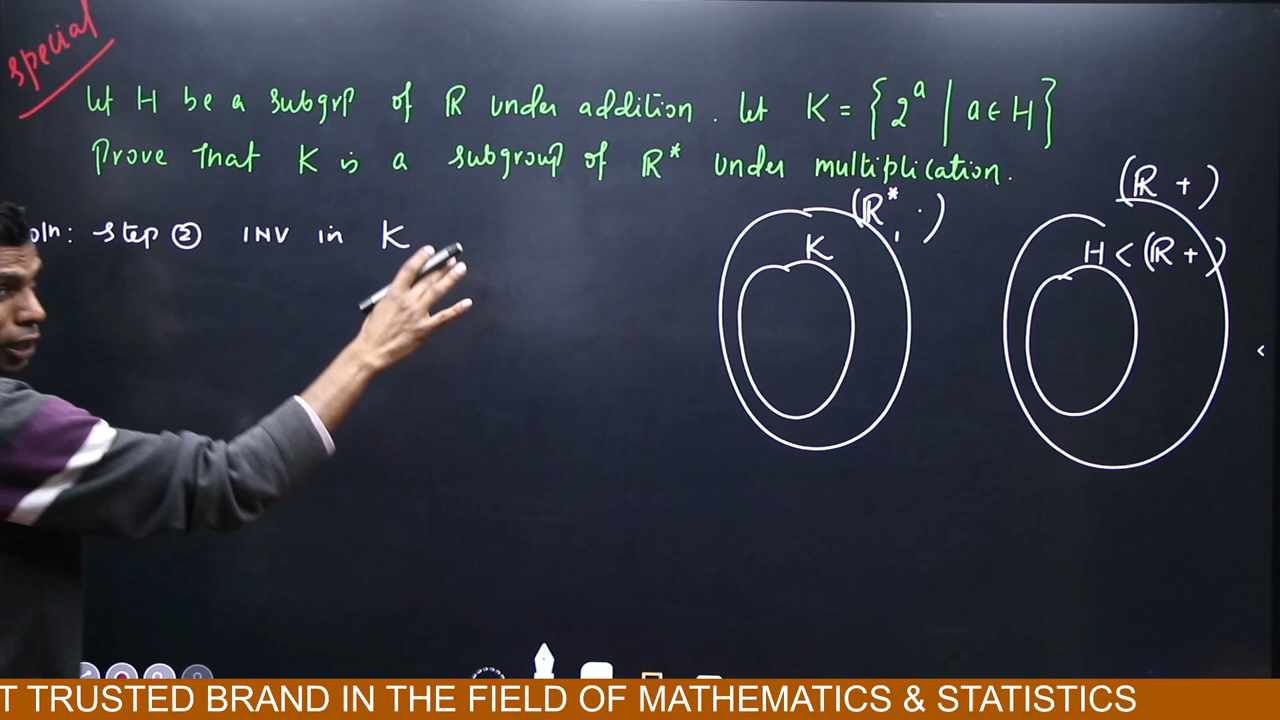 special
Let H be a subgrp of ℝ under addition. Let K = {2^a | a ∈ H}
Prove that K is a subgroup of ℝ* under multiplication.
oln: Step ② INV in K
(ℝ*, ·)
K
(ℝ +)
H < (ℝ +)
<
T TRUSTED BRAND IN THE FIELD OF MATHEMATICS & STATISTICS